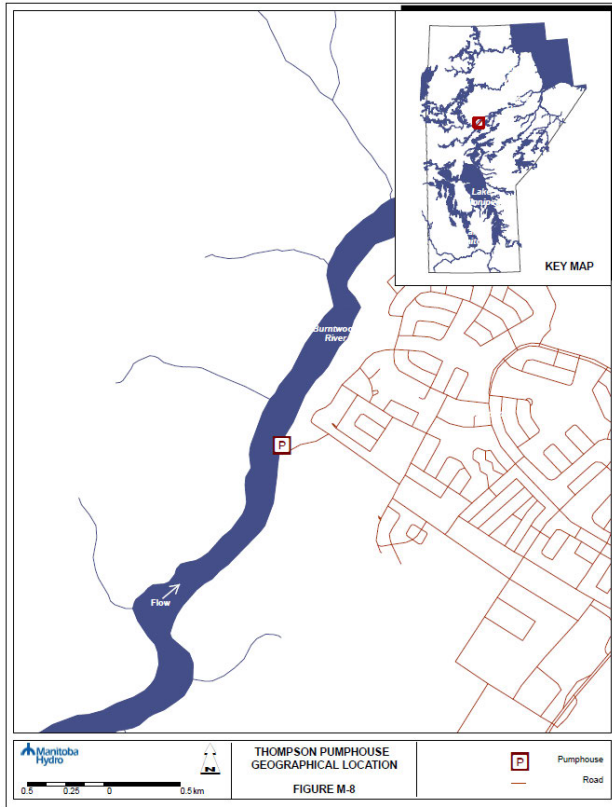 Lake
KEY MAP
Burntwood
River
P
Flow
Manitoba
Hydro
N
0.5 0.25 0 0.5 km
THOMPSON PUMPHOUSE
GEOGRAPHICAL LOCATION
FIGURE M-8
P Pumphouse
Road